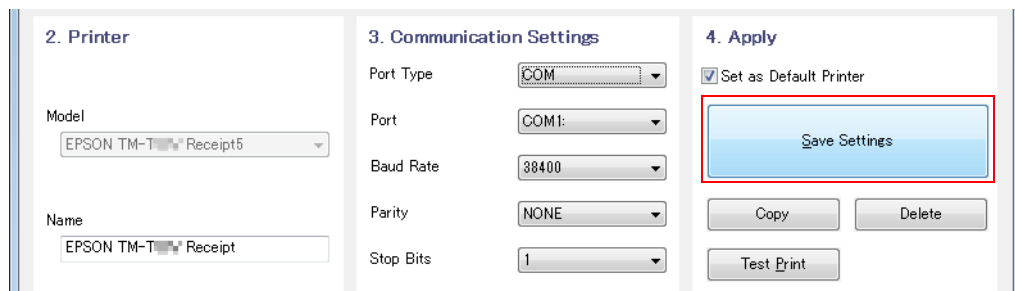 2. Printer
Model
EPSON TM-T Receipt5
Name
EPSON TM-T Receipt
3. Communication Settings
Port Type
COM
Port
COM1:
Baud Rate
38400
Parity
NONE
Stop Bits
1
4. Apply
Set as Default Printer
Save Settings
Copy
Delete
Test Print